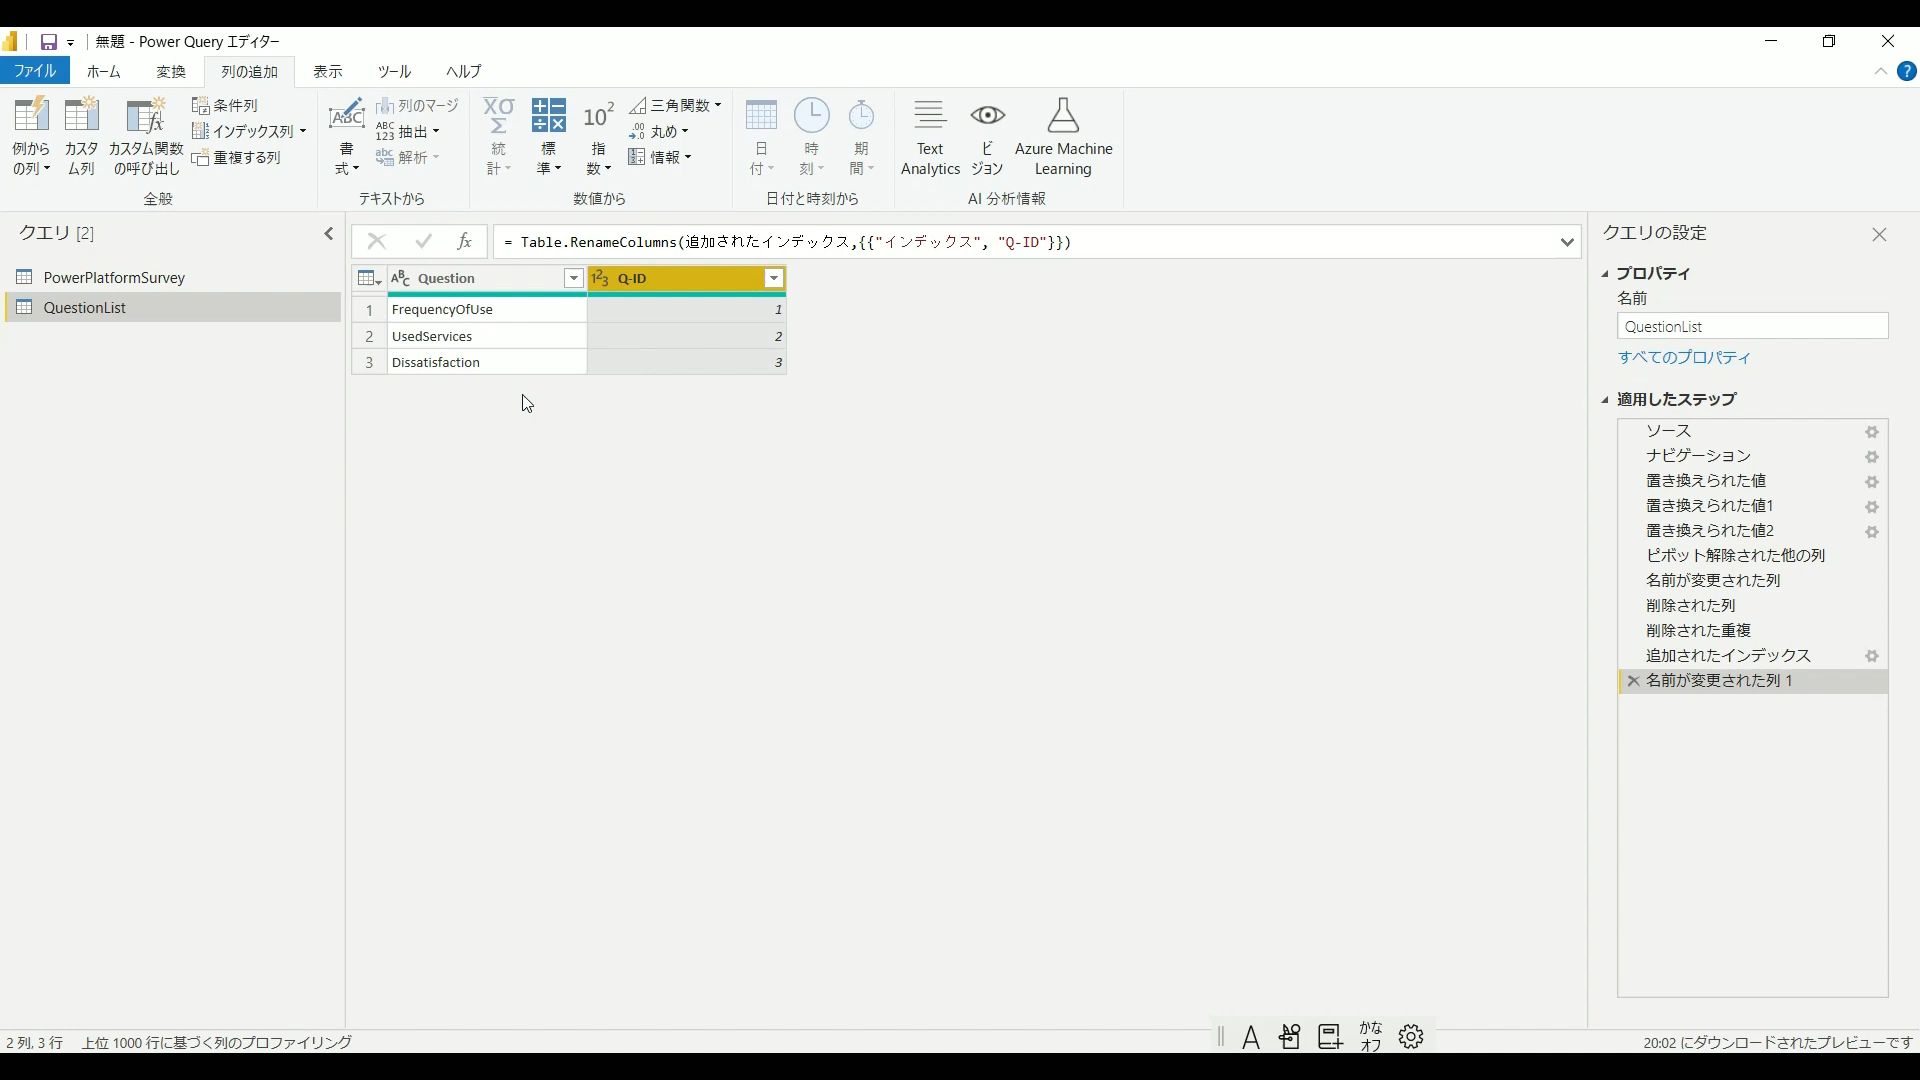 無題 - Power Query エディター
ファイル
ホーム
変換
列の追加
表示
ツール
ヘルプ
?
例から
の列
カスタ
ム列
fx
カスタム関数
の呼び出し
条件列
インデックス列
重複する列
全般
ABC
書
式
列のマージ
ABC
123
抽出
abc
解析
テキストから
Χσ
Σ
統
計
標
準
10²
指
数
三角関数
.00
→.0
丸め
情報
数値から
日
付
時
刻
期
間
日付と時刻から
Text
Analytics
ビ
ジョン
Azure Machine
Learning
AI 分析情報
クエリ [2]
PowerPlatformSurvey
QuestionList
fx
= Table.RenameColumns(追加されたインデックス,{{"インデックス", "Q-ID"}})
ABC Question
123 Q-ID
1 FrequencyOfUse 1
2 UsedServices 2
3 Dissatisfaction 3
クエリの設定
プロパティ
名前
QuestionList
すべてのプロパティ
適用したステップ
ソース
ナビゲーション
置き換えられた値
置き換えられた値1
置き換えられた値2
ピボット解除された他の列
名前が変更された列
削除された列
削除された重複
追加されたインデックス
名前が変更された列 1
2 列, 3 行
上位 1000 行に基づく列のプロファイリング
A
かな
オフ
20:02 にダウンロードされたプレビューです